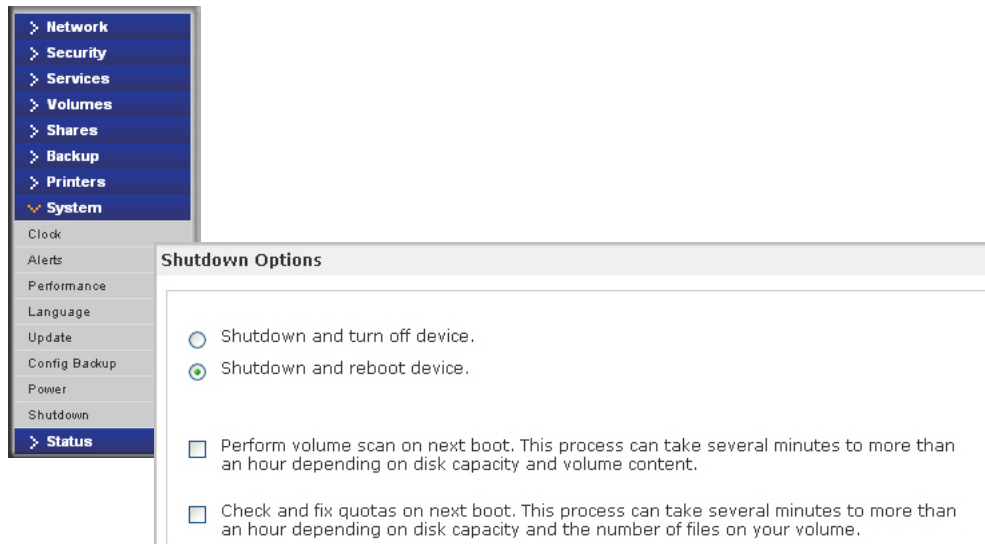 Network
Security
Services
Volumes
Shares
Backup
Printers
System
Clock
Alerts
Performance
Language
Update
Config Backup
Power
Shutdown
Status
Shutdown Options
Shutdown and turn off device.
Shutdown and reboot device.
Perform volume scan on next boot. This process can take several minutes to more than
an hour depending on disk capacity and volume content.
Check and fix quotas on next boot. This process can take several minutes to more than
an hour depending on disk capacity and the number of files on your volume.